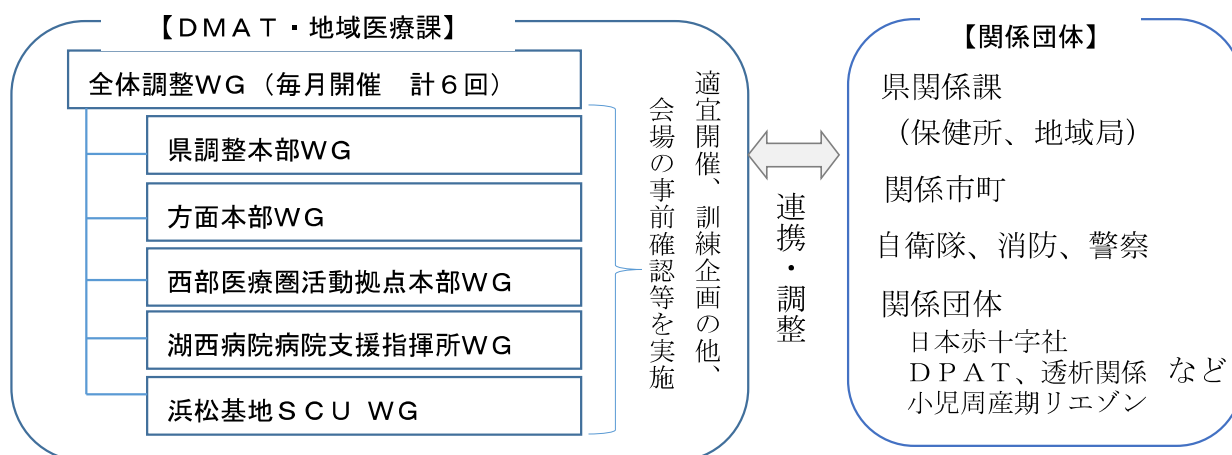 【ＤＭＡＴ・地域医療課】
全体調整ＷＧ（毎月開催　計６回）
県調整本部ＷＧ
方面本部ＷＧ
西部医療圏活動拠点本部ＷＧ
湖西病院病院支援指揮所ＷＧ
浜松基地ＳＣＵ ＷＧ
適宜開催、訓練企画の他、
会場の事前確認等を実施
連携・調整
【関係団体】
県関係課
（保健所、地域局）
関係市町
自衛隊、消防、警察
関係団体
日本赤十字社
ＤＰＡＴ、透析関係　など
小児周産期リエゾン